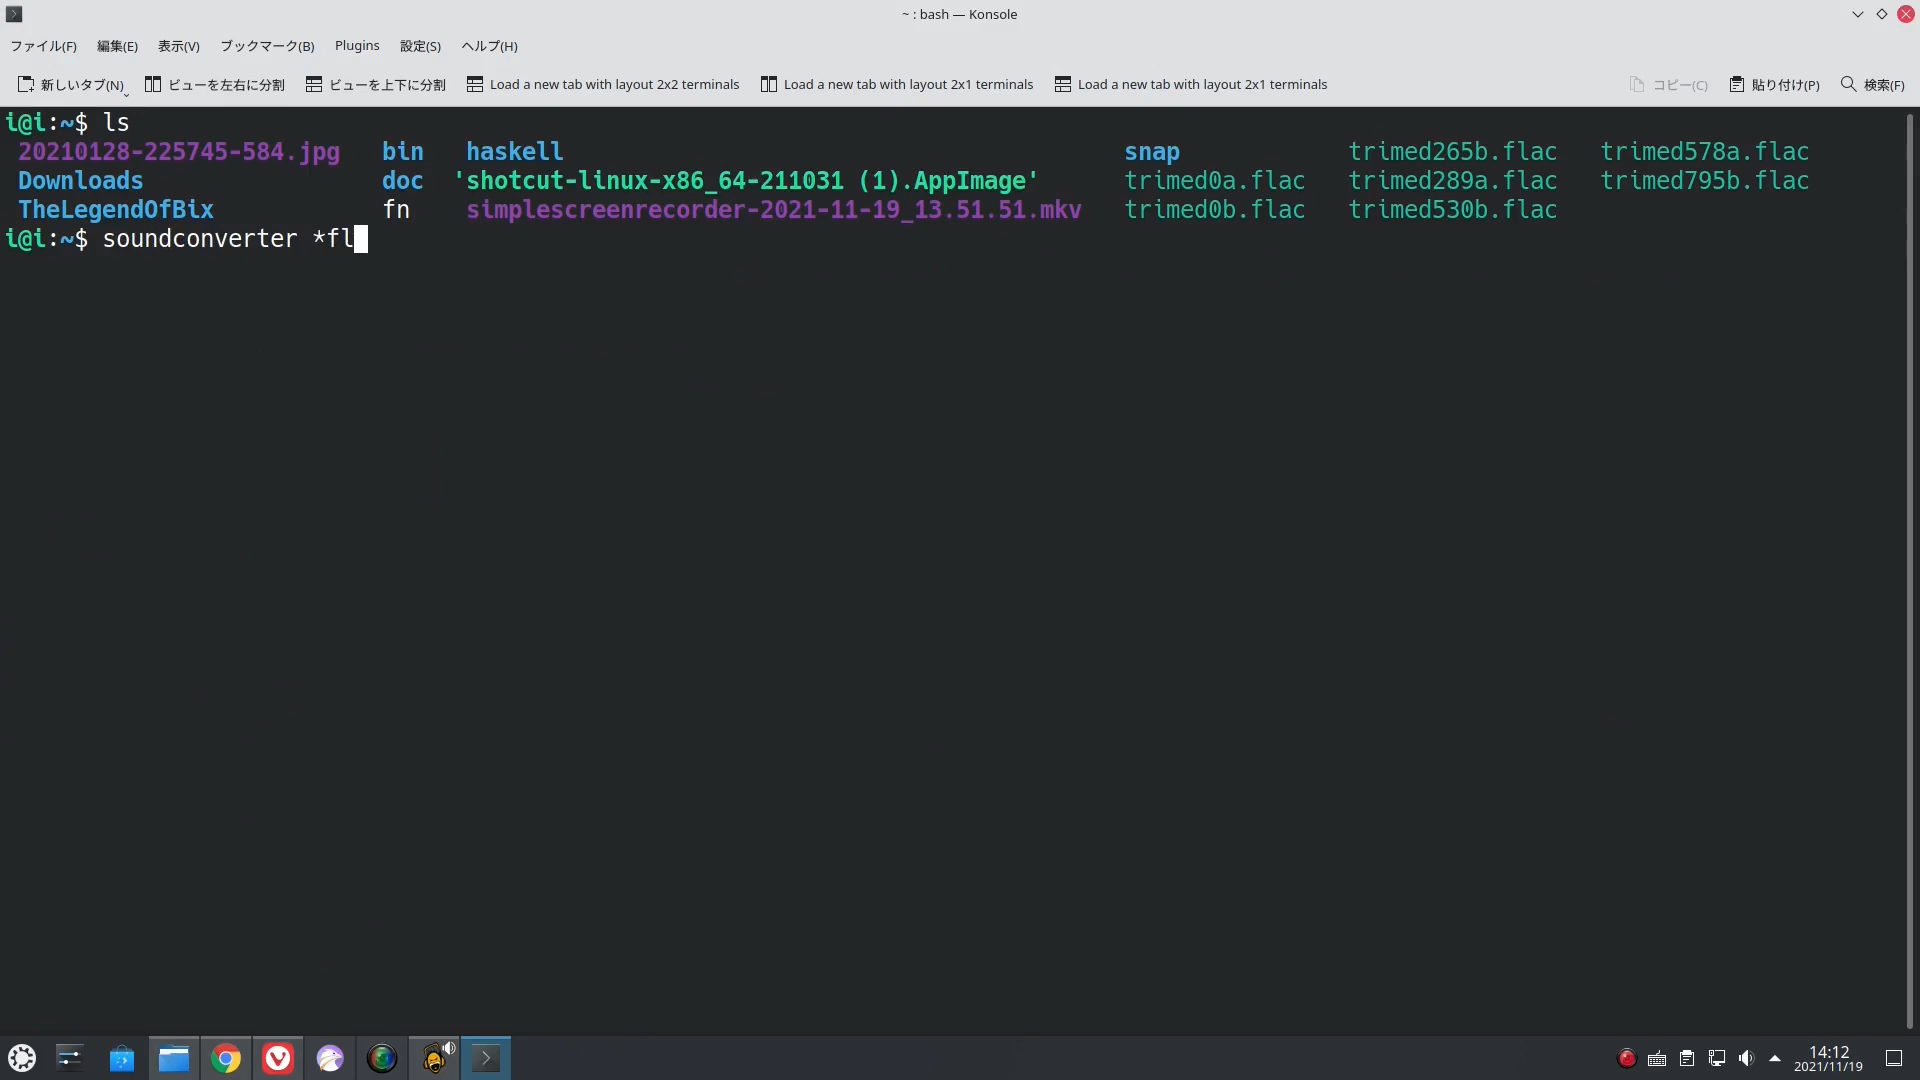 ~ : bash — Konsole
ファイル(F) 編集(E) 表示(V) ブックマーク(B) Plugins 設定(S) ヘルプ(H)
新しいタブ(N) ビューを左右に分割 ビューを上下に分割 Load a new tab with layout 2x2 terminals Load a new tab with layout 2x1 terminals Load a new tab with layout 2x1 terminals コピー(C) 貼り付け(P) 検索(F)
i@i:~$ ls
20210128-225745-584.jpg bin haskell snap trimed265b.flac trimed578a.flac
Downloads doc 'shotcut-linux-x86_64-211031 (1).AppImage' trimed0a.flac trimed289a.flac trimed795b.flac
TheLegendOfBix fn simplescreenrecorder-2021-11-19_13.51.51.mkv trimed0b.flac trimed530b.flac
i@i:~$ soundconverter *fl
14:12
2021/11/19